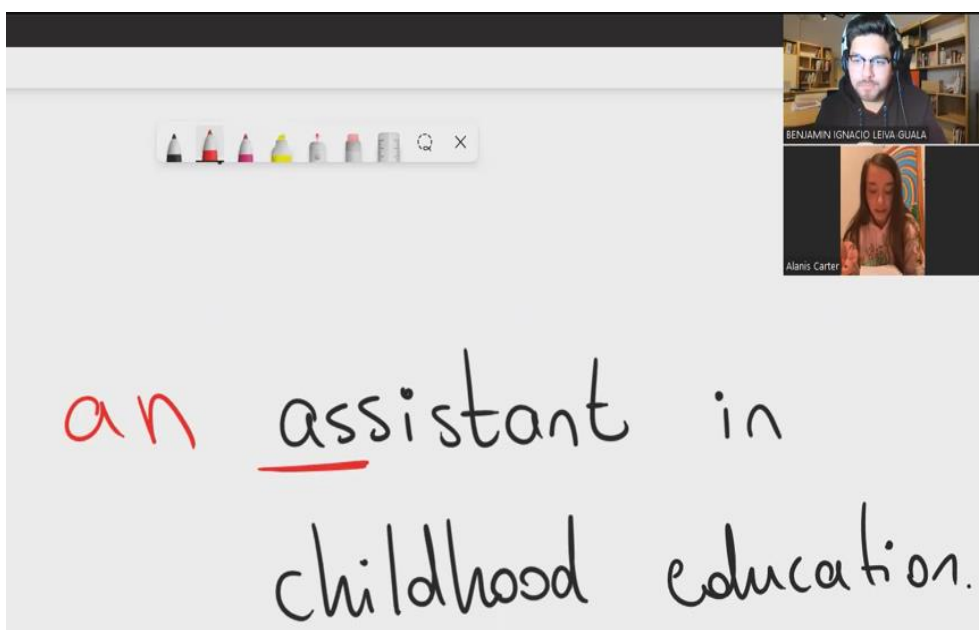 BENJAMIN IGNACIO LEIVA GUALA
Alanis Carter
an assistant in
childhood education.